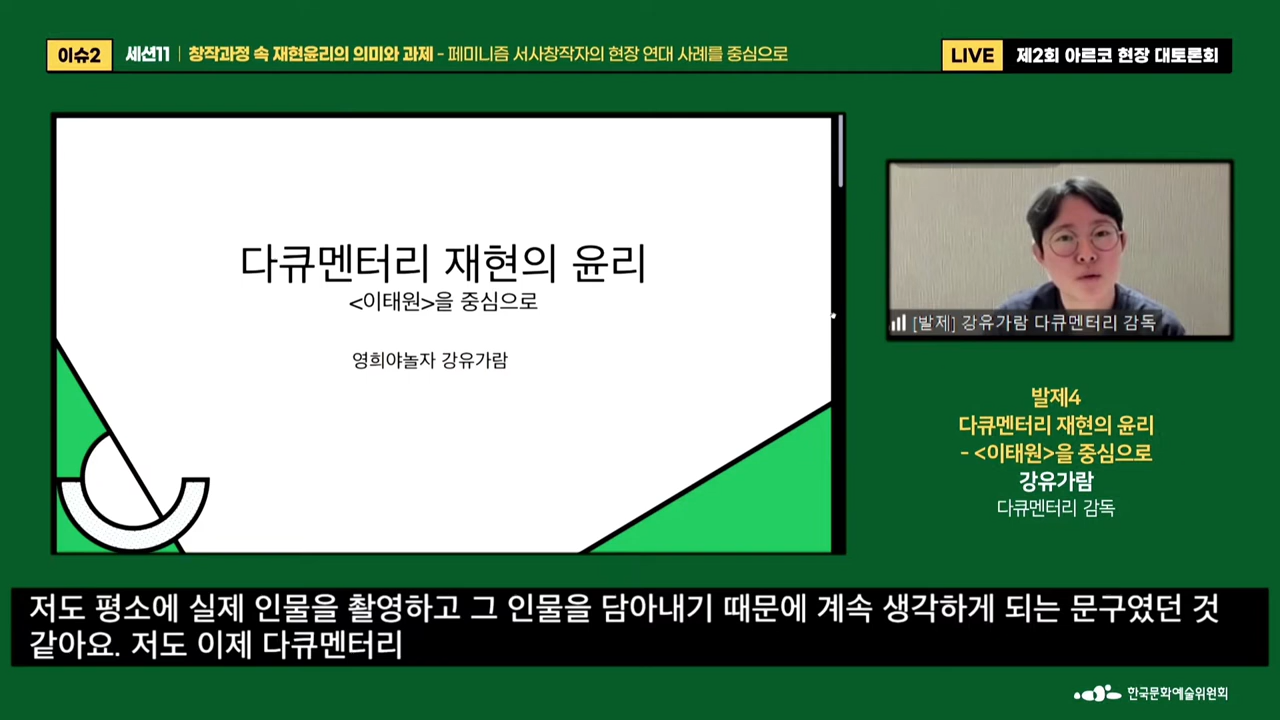 이슈2
세션11 | 창작과정 속 재현윤리의 의미와 과제 - 페미니즘 서사창작자의 현장 연대 사례를 중심으로
LIVE 제2회 아르코 현장 대토론회
다큐멘터리 재현의 윤리
<이태원>을 중심으로
영희야놀자 강유가람
[발제] 강유가람 다큐멘터리 감독
발제4
다큐멘터리 재현의 윤리
- <이태원>을 중심으로
강유가람
다큐멘터리 감독
저도 평소에 실제 인물을 촬영하고 그 인물을 담아내기 때문에 계속 생각하게 되는 문구였던 것
같아요. 저도 이제 다큐멘터리
한국문화예술위원회